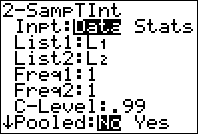 2-SampTInt
Inpt:Data Stats
List1:L₁
List2:L₂
Freq1:1
Freq2:1
C-Level:.99
↓Pooled:No Yes